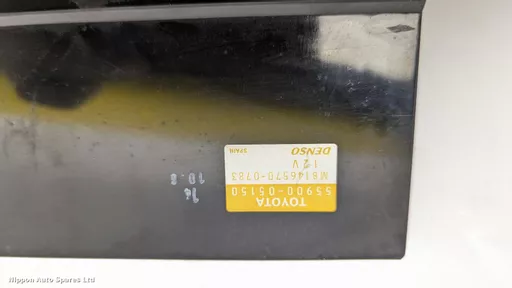 TOYOTA
55900-05150
MB146570-0783
12V
DENSO
SPAIN
10.8
Nippon Auto Spares Ltd